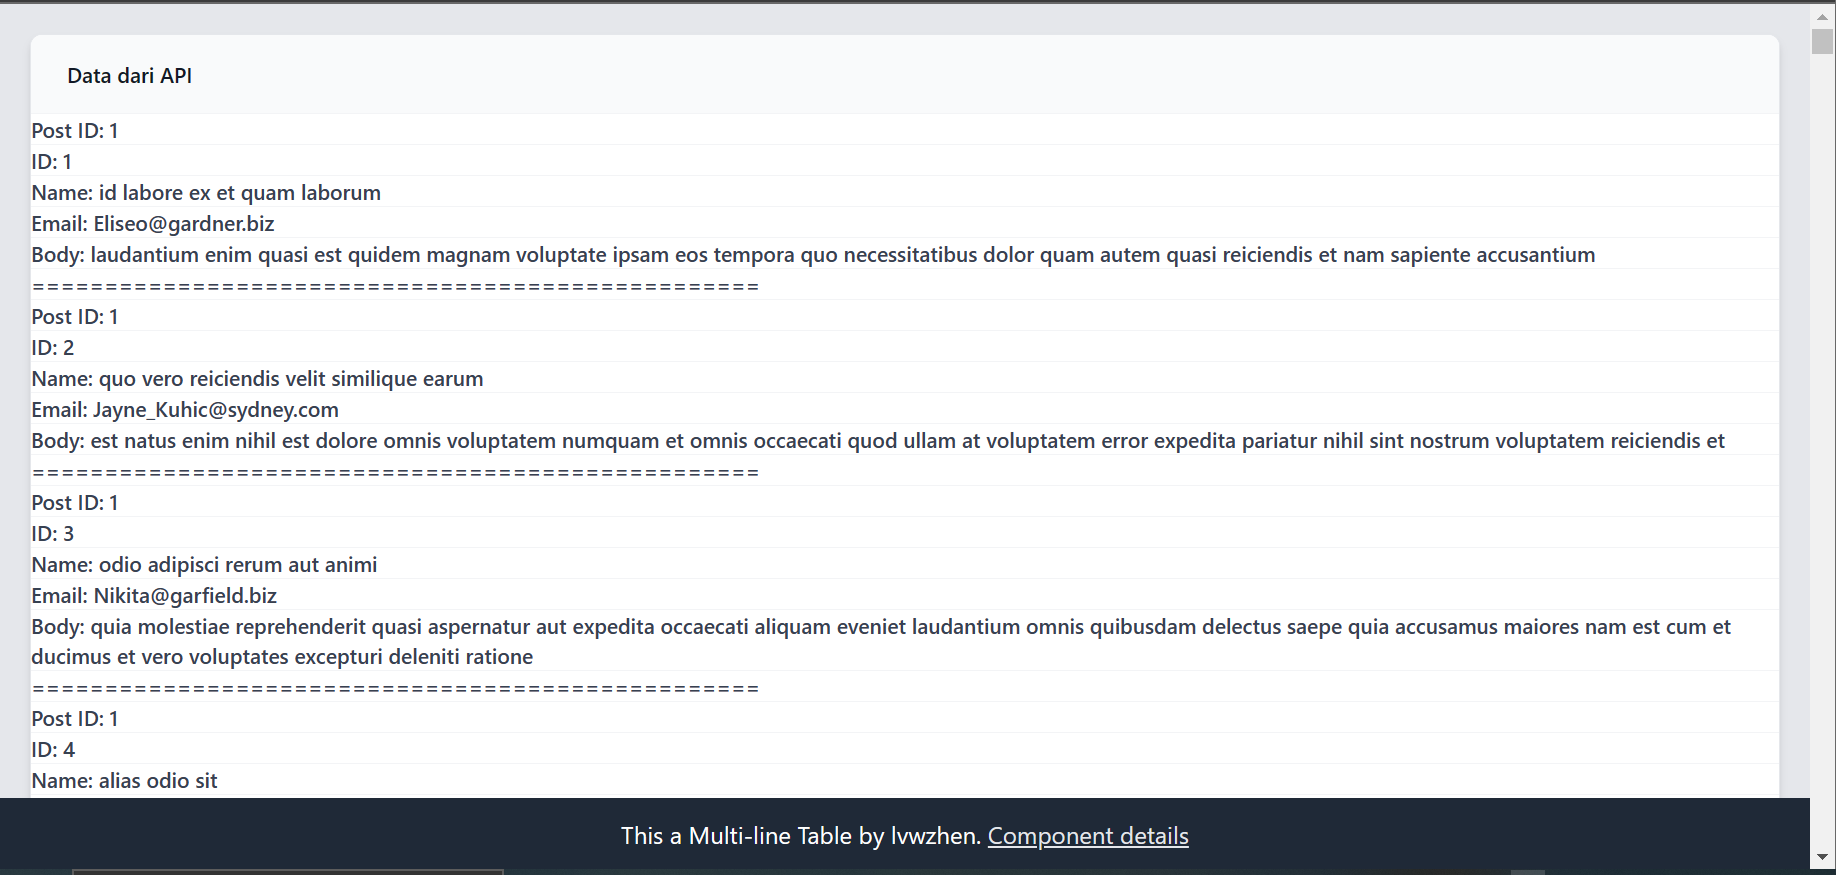 Data dari API
Post ID: 1
ID: 1
Name: id labore ex et quam laborum
Email: Eliseo@gardner.biz
Body: laudantium enim quasi est quidem magnam voluptate ipsam eos tempora quo necessitatibus dolor quam autem quasi reiciendis et nam sapiente accusantium
==================================================
Post ID: 1
ID: 2
Name: quo vero reiciendis velit similique earum
Email: Jayne_Kuhic@sydney.com
Body: est natus enim nihil est dolore omnis voluptatem numquam et omnis occaecati quod ullam at voluptatem error expedita pariatur nihil sint nostrum voluptatem reiciendis et
==================================================
Post ID: 1
ID: 3
Name: odio adipisci rerum aut animi
Email: Nikita@garfield.biz
Body: quia molestiae reprehenderit quasi aspernatur aut expedita occaecati aliquam eveniet laudantium omnis quibusdam delectus saepe quia accusamus maiores nam est cum et
ducimus et vero voluptates excepturi deleniti ratione
==================================================
Post ID: 1
ID: 4
Name: alias odio sit
This a Multi-line Table by lvwzhen. Component details